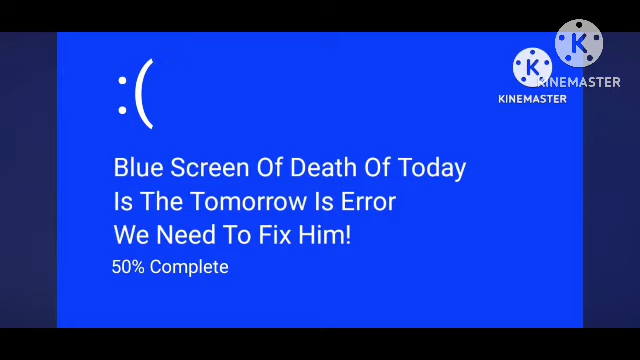 :(
KINEMASTER
KINEMASTER
Blue Screen Of Death Of Today
Is The Tomorrow Is Error
We Need To Fix Him!
50% Complete